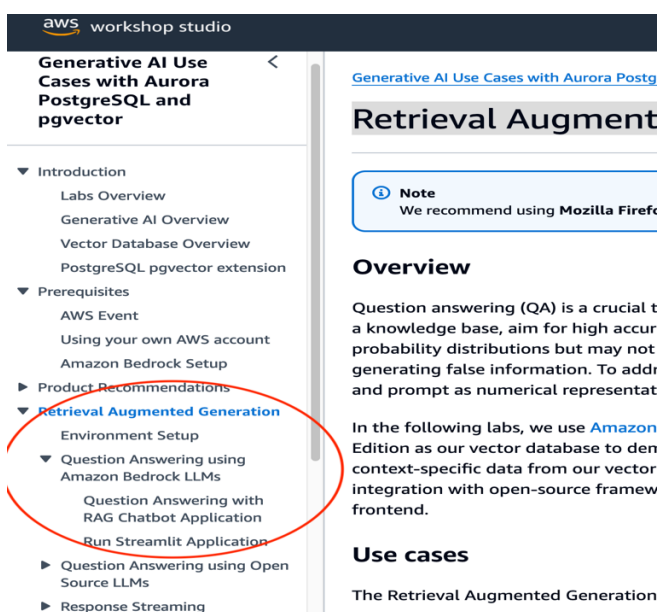 aws workshop studio
Generative AI Use
Cases with Aurora
PostgreSQL and
pgvector
Introduction
Labs Overview
Generative AI Overview
Vector Database Overview
PostgreSQL pgvector extension
Prerequisites
AWS Event
Using your own AWS account
Amazon Bedrock Setup
Product Recommendations
Retrieval Augmented Generation
Environment Setup
Question Answering using
Amazon Bedrock LLMs
Question Answering with
RAG Chatbot Application
Run Streamlit Application
Question Answering using Open
Source LLMs
Response Streaming
Generative AI Use Cases with Aurora Postg
Retrieval Augment
Note
We recommend using Mozilla Firefo
Overview
Question answering (QA) is a crucial t
a knowledge base, aim for high accur
probability distributions but may not
generating false information. To addr
and prompt as numerical representat
In the following labs, we use Amazon
Edition as our vector database to den
context-specific data from our vector
integration with open-source framew
frontend.
Use cases
The Retrieval Augmented Generation